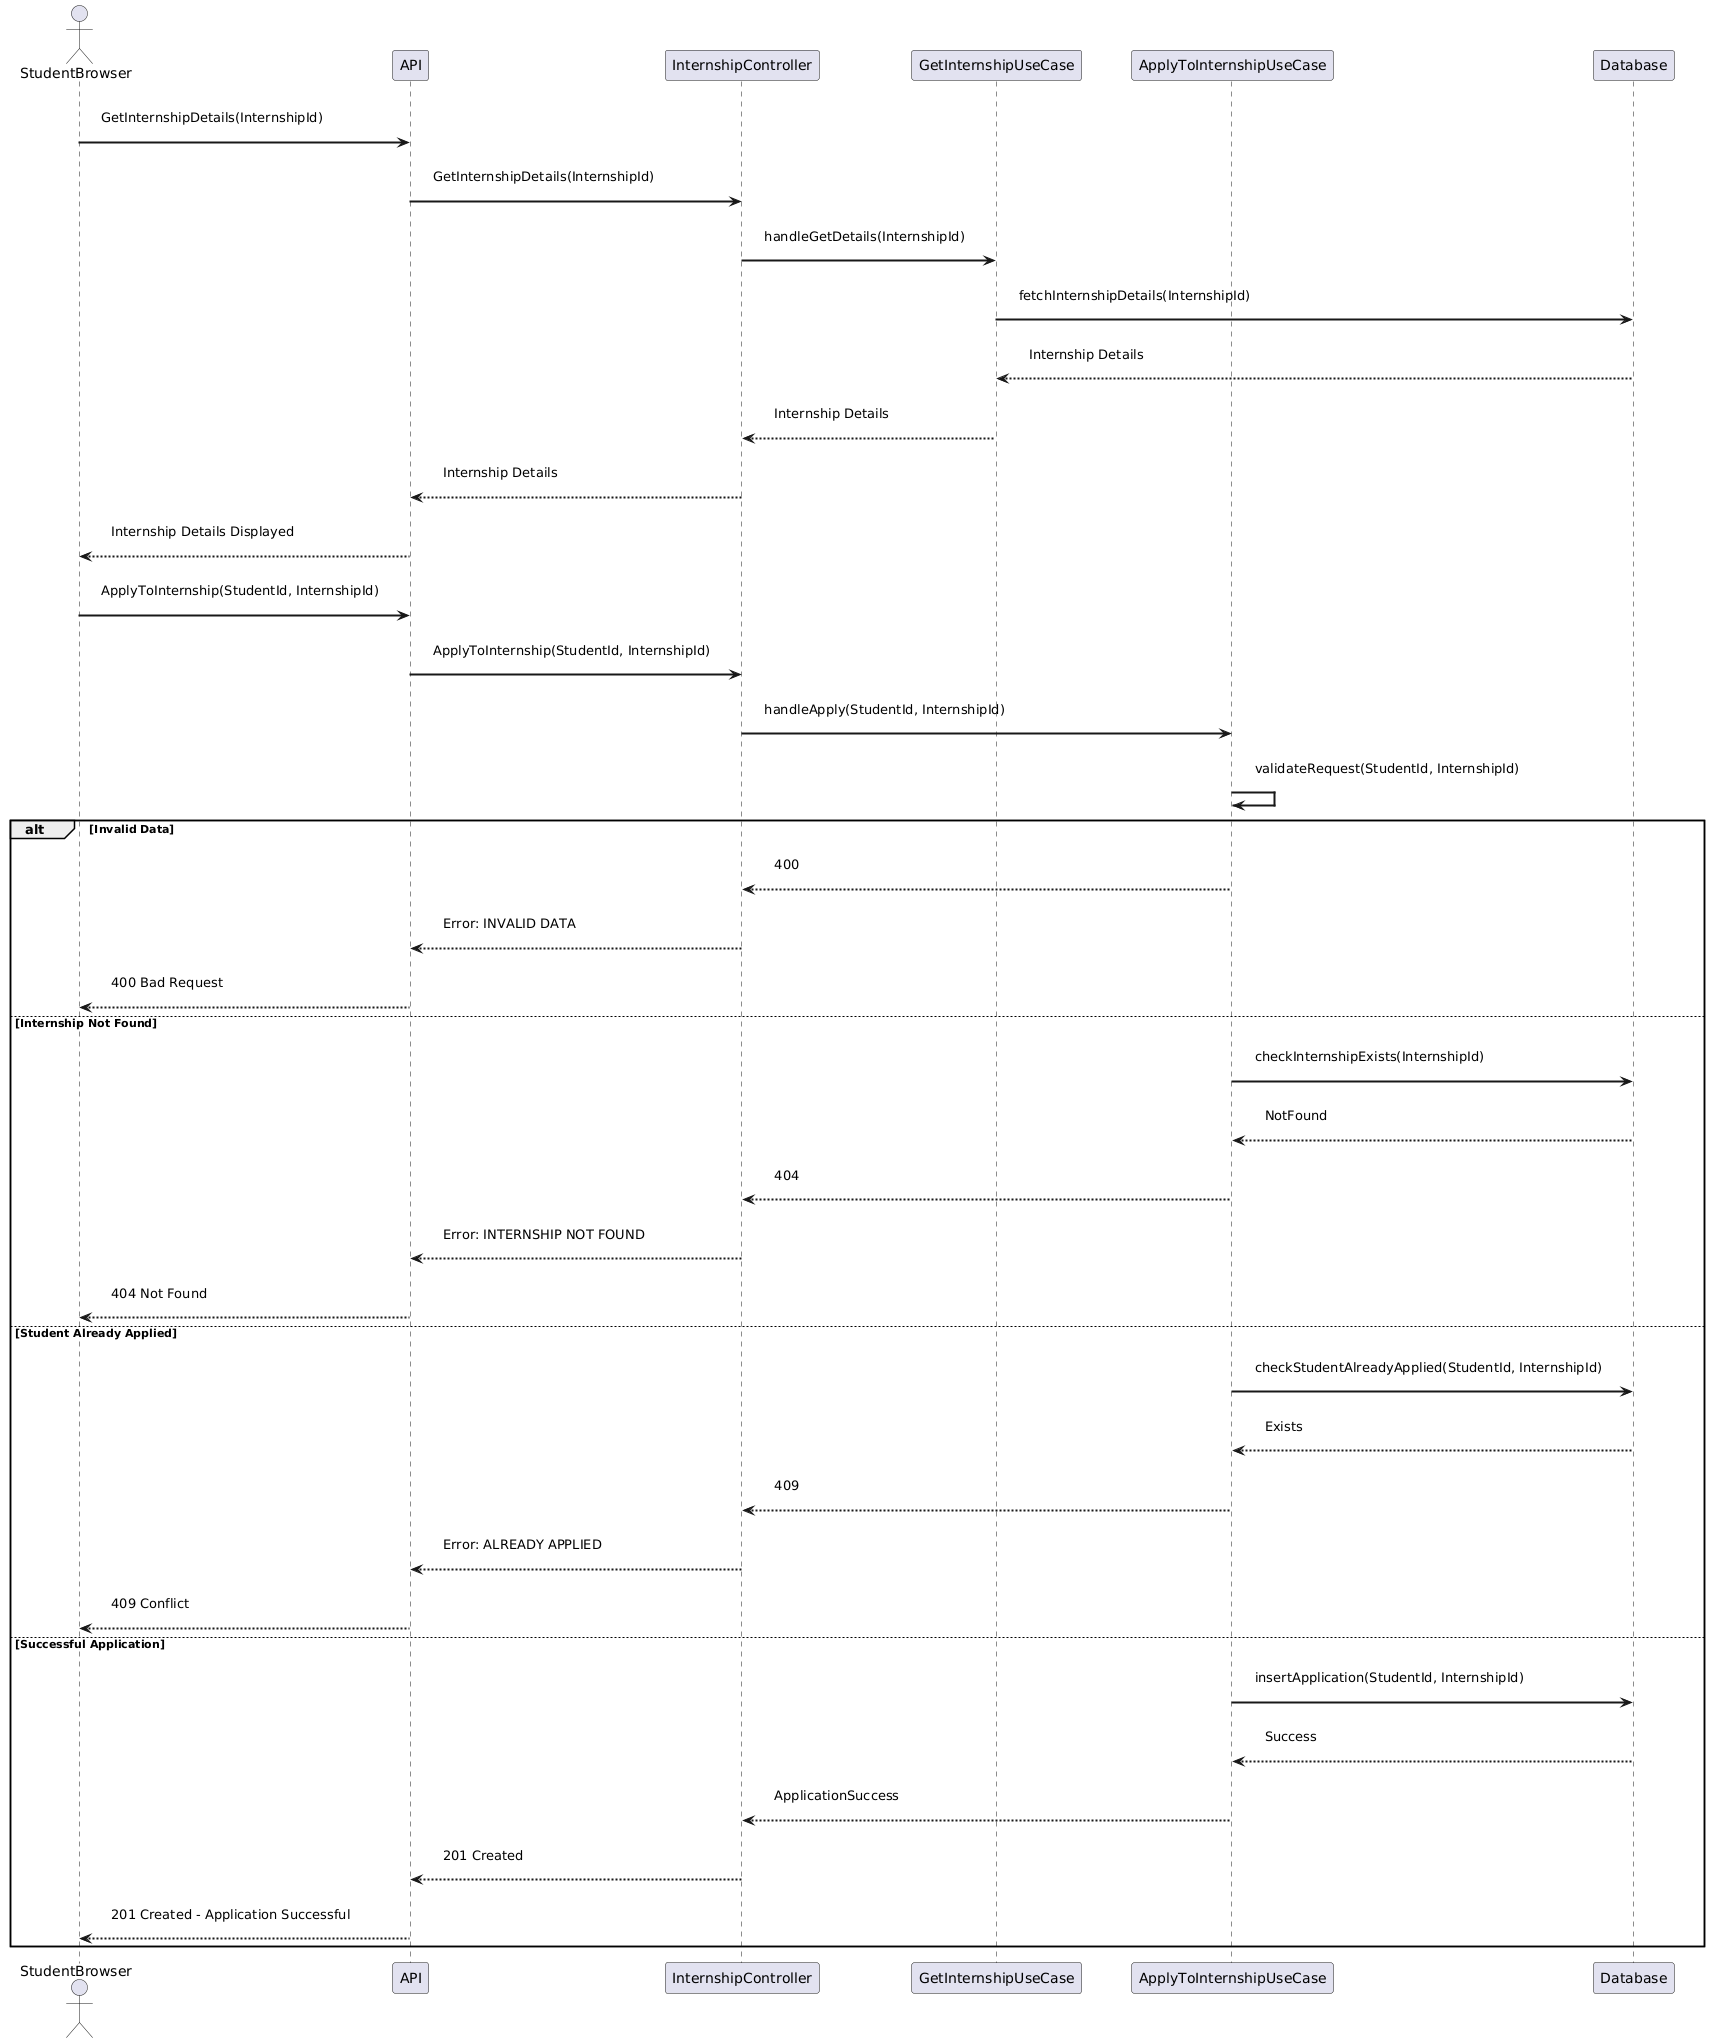 StudentBrowser
API
InternshipController
GetInternshipUseCase
ApplyToInternshipUseCase
Database
GetInternshipDetails(InternshipId)
GetInternshipDetails(InternshipId)
handleGetDetails(InternshipId)
fetchInternshipDetails(InternshipId)
Internship Details
Internship Details
Internship Details
Internship Details Displayed
ApplyToInternship(StudentId, InternshipId)
ApplyToInternship(StudentId, InternshipId)
handleApply(StudentId, InternshipId)
validateRequest(StudentId, InternshipId)
alt
[Invalid Data]
400
Error: INVALID DATA
400 Bad Request
[Internship Not Found]
checkInternshipExists(InternshipId)
NotFound
404
Error: INTERNSHIP NOT FOUND
404 Not Found
[Student Already Applied]
checkStudentAlreadyApplied(StudentId, InternshipId)
Exists
409
Error: ALREADY APPLIED
409 Conflict
[Successful Application]
insertApplication(StudentId, InternshipId)
Success
ApplicationSuccess
201 Created
201 Created - Application Successful
StudentBrowser
API
InternshipController
GetInternshipUseCase
ApplyToInternshipUseCase
Database